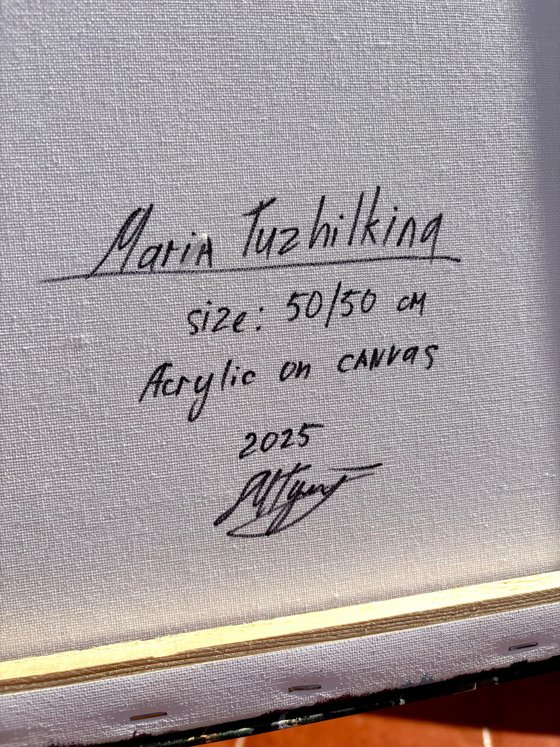 Maria Tuzhilkina
size: 50/50 cm
Acrylic on canvas
2025